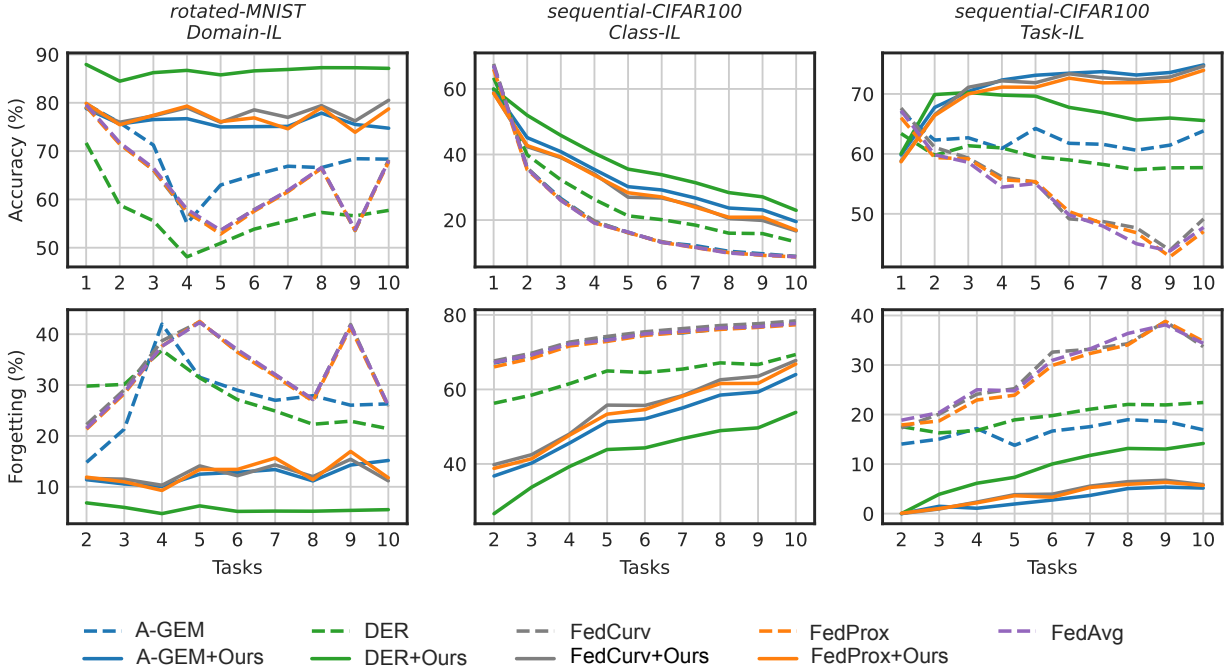 rotated-MNIST
Domain-IL
sequential-CIFAR100
Class-IL
sequential-CIFAR100
Task-IL
Accuracy (%)
90
80
70
60
50
1 2 3 4 5 6 7 8 9 10
60
40
20
1 2 3 4 5 6 7 8 9 10
70
60
50
1 2 3 4 5 6 7 8 9 10
Forgetting (%)
40
30
20
10
2 3 4 5 6 7 8 9 10
Tasks
80
60
40
2 3 4 5 6 7 8 9 10
Tasks
40
30
20
10
0
2 3 4 5 6 7 8 9 10
Tasks
A-GEM DER FedCurv FedProx FedAvg
A-GEM+Ours DER+Ours FedCurv+Ours FedProx+Ours